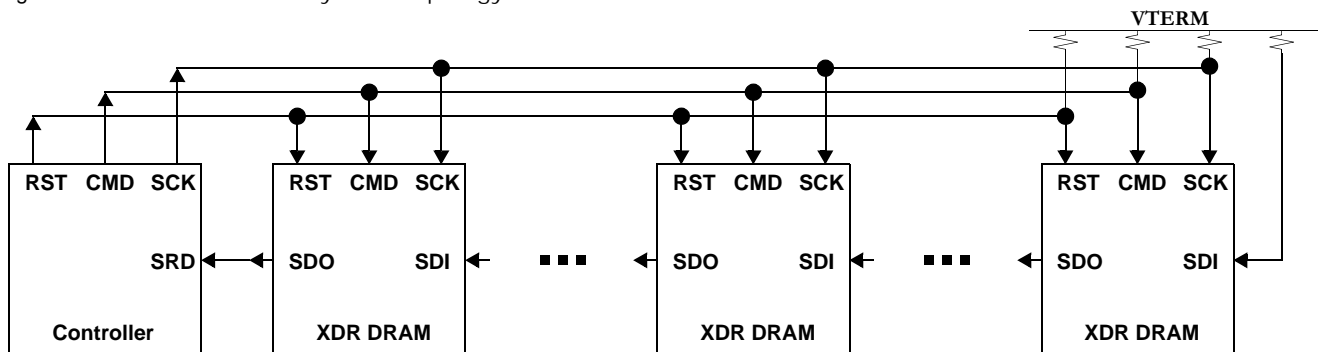 VTERM
RST CMD SCK
RST CMD SCK
RST CMD SCK
RST CMD SCK
SRD
SDO SDI
SDO SDI
SDO SDI
Controller
XDR DRAM
XDR DRAM
XDR DRAM